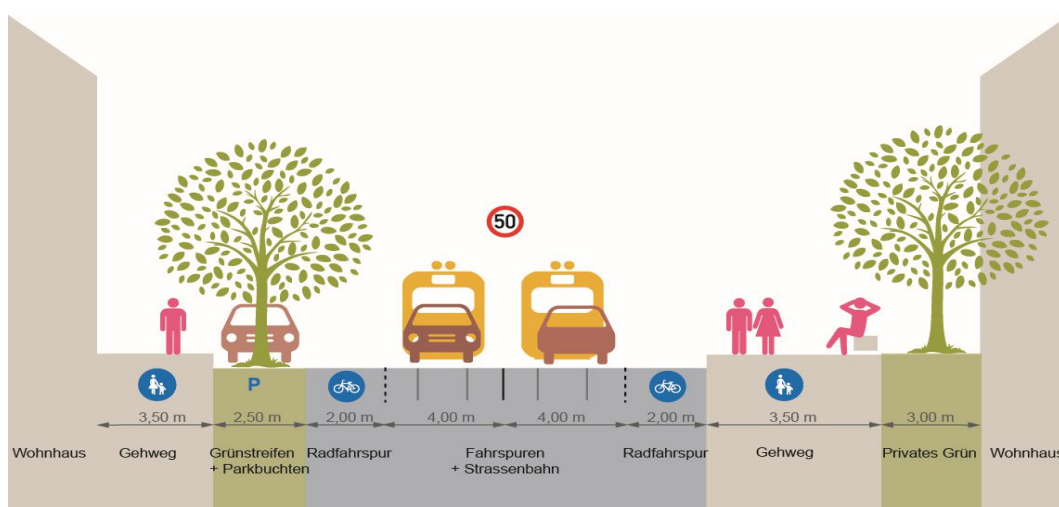 50
P
3,50 m
2,50 m
2,00 m
4,00 m
4,00 m
2,00 m
3,50 m
3,00 m
Wohnhaus
Gehweg
Grünstreifen
+ Parkbuchten
Radfahrspur
Fahrspuren
+ Strassenbahn
Radfahrspur
Gehweg
Privates Grün
Wohnhaus